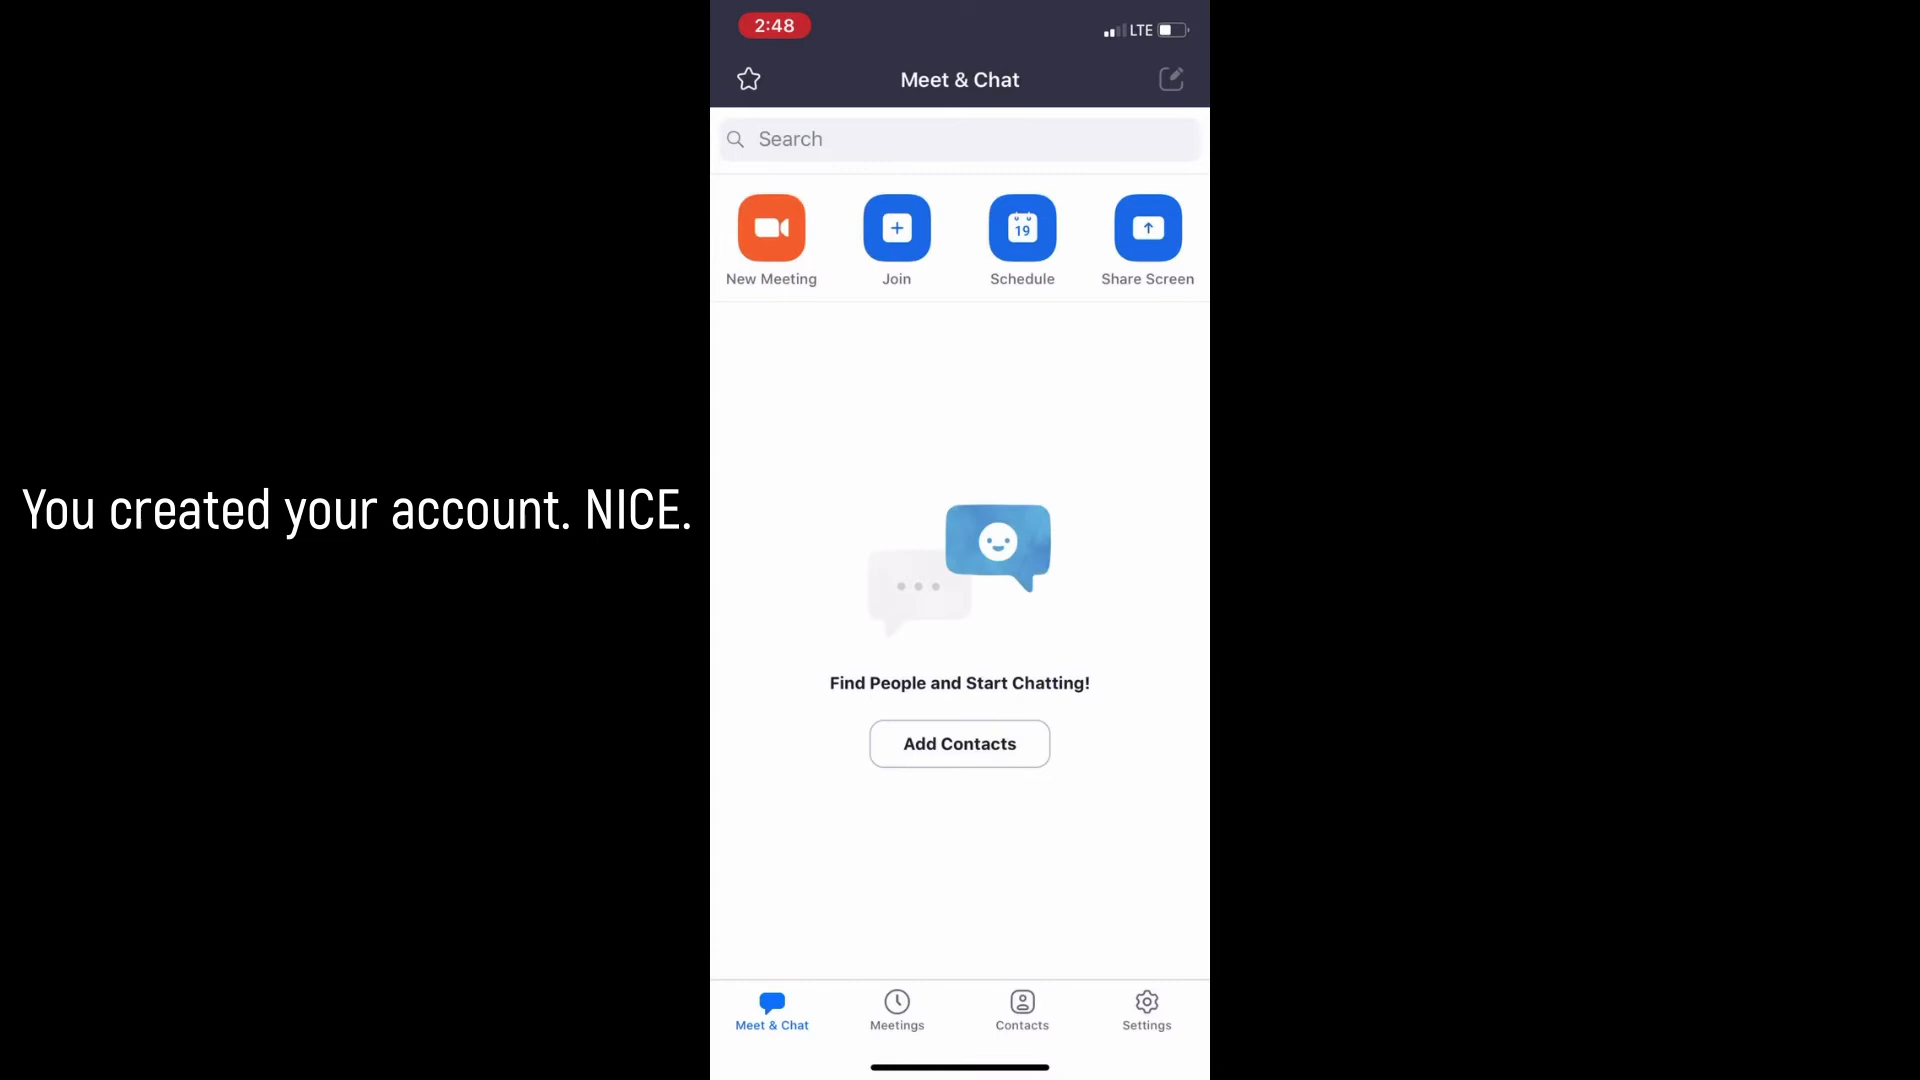 2:48
LTE
Meet & Chat
Search
19
New Meeting
Join
Schedule
Share Screen
You created your account. NICE.
Find People and Start Chatting!
Add Contacts
Meet & Chat
Meetings
Contacts
Settings